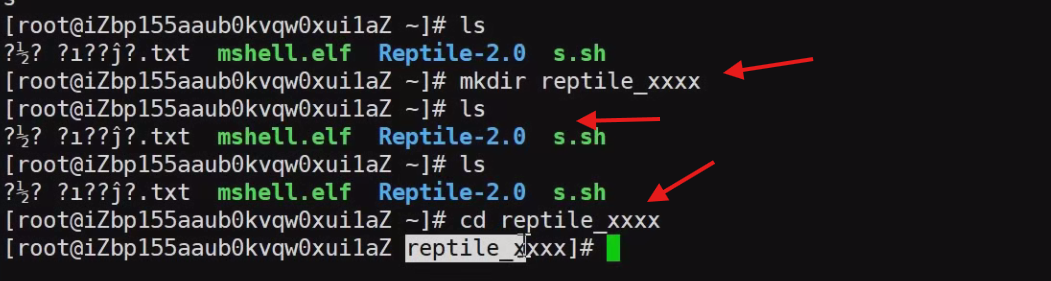 [root@iZbp155aaub0kvqw0xui1aZ ~]# ls
?½? ?ı??ĵ?.txt  mshell.elf  Reptile-2.0  s.sh
[root@iZbp155aaub0kvqw0xui1aZ ~]# mkdir reptile_xxxx
[root@iZbp155aaub0kvqw0xui1aZ ~]# ls
?½? ?ı??ĵ?.txt  mshell.elf  Reptile-2.0  s.sh
[root@iZbp155aaub0kvqw0xui1aZ ~]# ls
?½? ?ı??ĵ?.txt  mshell.elf  Reptile-2.0  s.sh
[root@iZbp155aaub0kvqw0xui1aZ ~]# cd reptile_xxxx
[root@iZbp155aaub0kvqw0xui1aZ reptile_xxxx]#